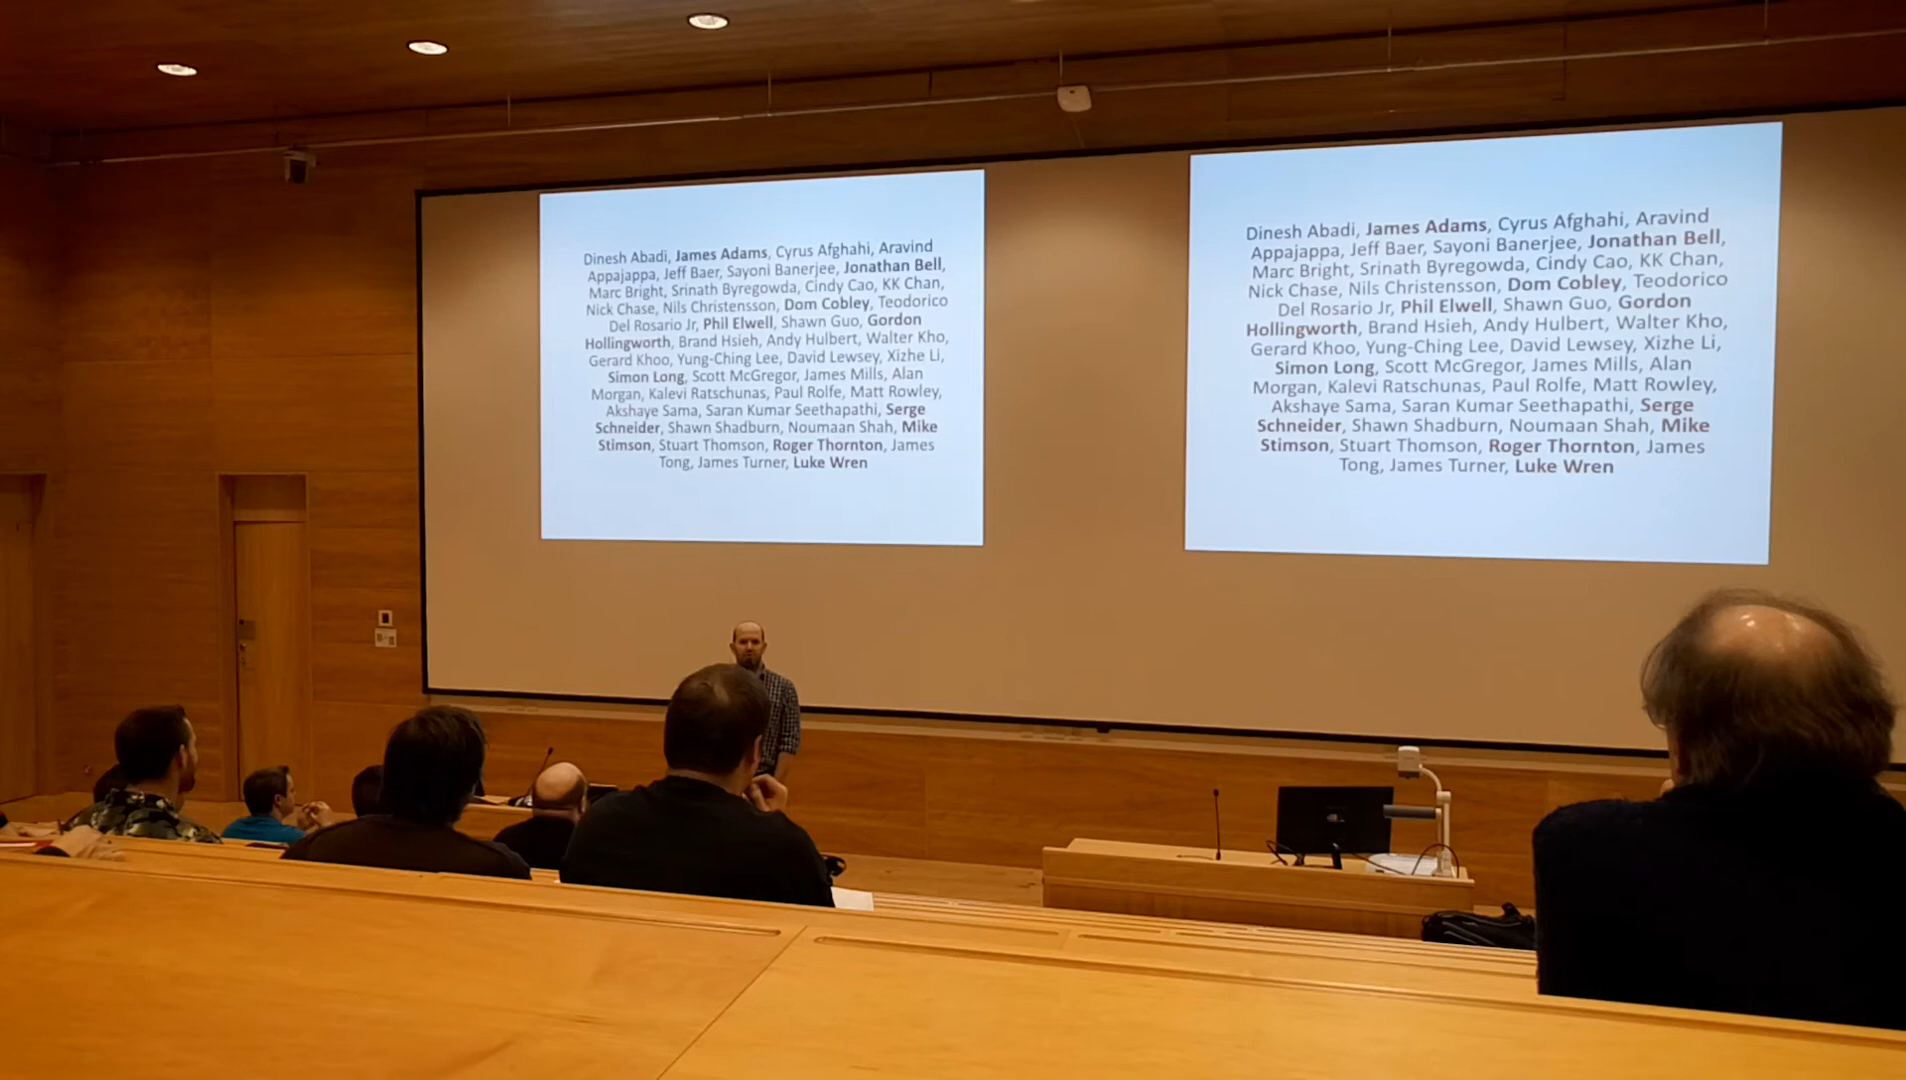 Dinesh Abadi, James Adams, Cyrus Afghahi, Aravind
Appajappa, Jeff Baer, Sayoni Banerjee, Jonathan Bell,
Marc Bright, Srinath Byregowda, Cindy Cao, KK Chan,
Nick Chase, Nils Christensson, Dom Cobley, Teodorico
Del Rosario Jr, Phil Elwell, Shawn Guo, Gordon
Hollingworth, Brand Hsieh, Andy Hulbert, Walter Kho,
Gerard Khoo, Yung-Ching Lee, David Lewsey, Xizhe Li,
Simon Long, Scott McGregor, James Mills, Alan
Morgan, Kalevi Ratschunas, Paul Rolfe, Matt Rowley,
Akshaye Sama, Saran Kumar Seethapathi, Serge
Schneider, Shawn Shadburn, Noumaan Shah, Mike
Stimson, Stuart Thomson, Roger Thornton, James
Tong, James Turner, Luke Wren
Dinesh Abadi, James Adams, Cyrus Afghahi, Aravind
Appajappa, Jeff Baer, Sayoni Banerjee, Jonathan Bell,
Marc Bright, Srinath Byregowda, Cindy Cao, KK Chan,
Nick Chase, Nils Christensson, Dom Cobley, Teodorico
Del Rosario Jr, Phil Elwell, Shawn Guo, Gordon
Hollingworth, Brand Hsieh, Andy Hulbert, Walter Kho,
Gerard Khoo, Yung-Ching Lee, David Lewsey, Xizhe Li,
Simon Long, Scott McGregor, James Mills, Alan
Morgan, Kalevi Ratschunas, Paul Rolfe, Matt Rowley,
Akshaye Sama, Saran Kumar Seethapathi, Serge
Schneider, Shawn Shadburn, Noumaan Shah, Mike
Stimson, Stuart Thomson, Roger Thornton, James
Tong, James Turner, Luke Wren